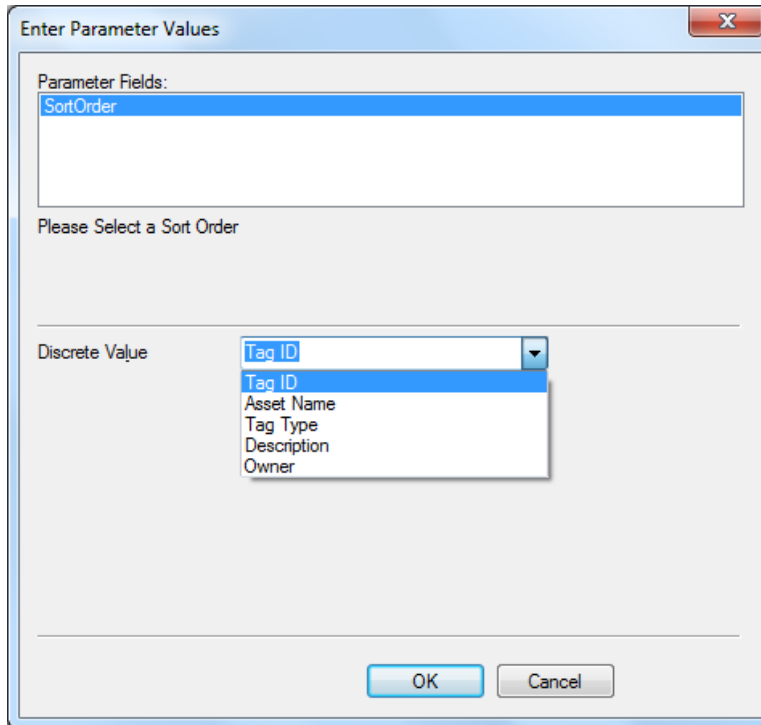 Enter Parameter Values
Parameter Fields:
SortOrder
Please Select a Sort Order
Discrete Value Tag ID
Tag ID
Asset Name
Tag Type
Description
Owner
OK Cancel